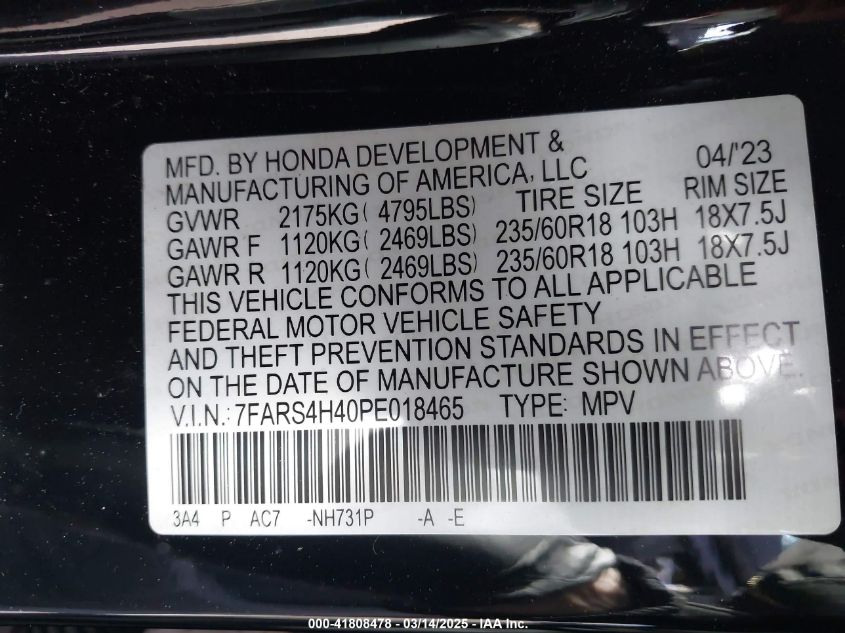 MFD. BY HONDA DEVELOPMENT & 04/'23
MANUFACTURING OF AMERICA, LLC
TIRE SIZE RIM SIZE
GVWR 2175KG( 4795LBS)
GAWR F 1120KG( 2469LBS) 235/60R18 103H 18X7.5J
GAWR R 1120KG( 2469LBS) 235/60R18 103H 18X7.5J
THIS VEHICLE CONFORMS TO ALL APPLICABLE
FEDERAL MOTOR VEHICLE SAFETY
AND THEFT PREVENTION STANDARDS IN EFFECT
ON THE DATE OF MANUFACTURE SHOWN ABOVE.
V.I.N.: 7FARS4H40PE018465 TYPE: MPV
3A4 P AC7 -NH731P -A -E
000-41808478 - 03/14/2025 - IAA Inc.